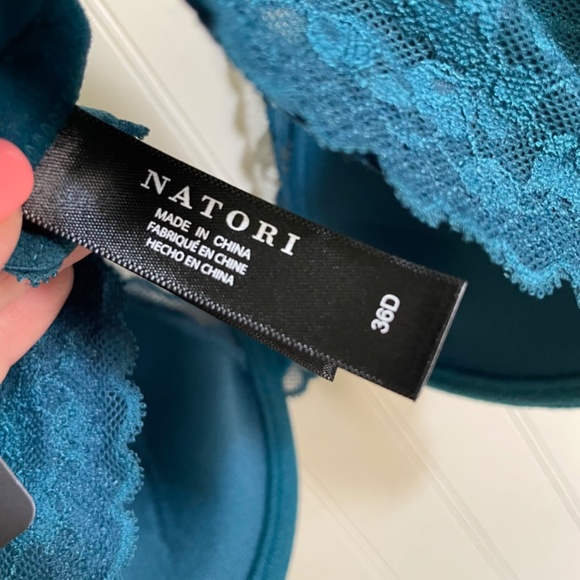 NATORI
MADE IN CHINA
FABRIQUÉ EN CHINE
HECHO EN CHINA
36D